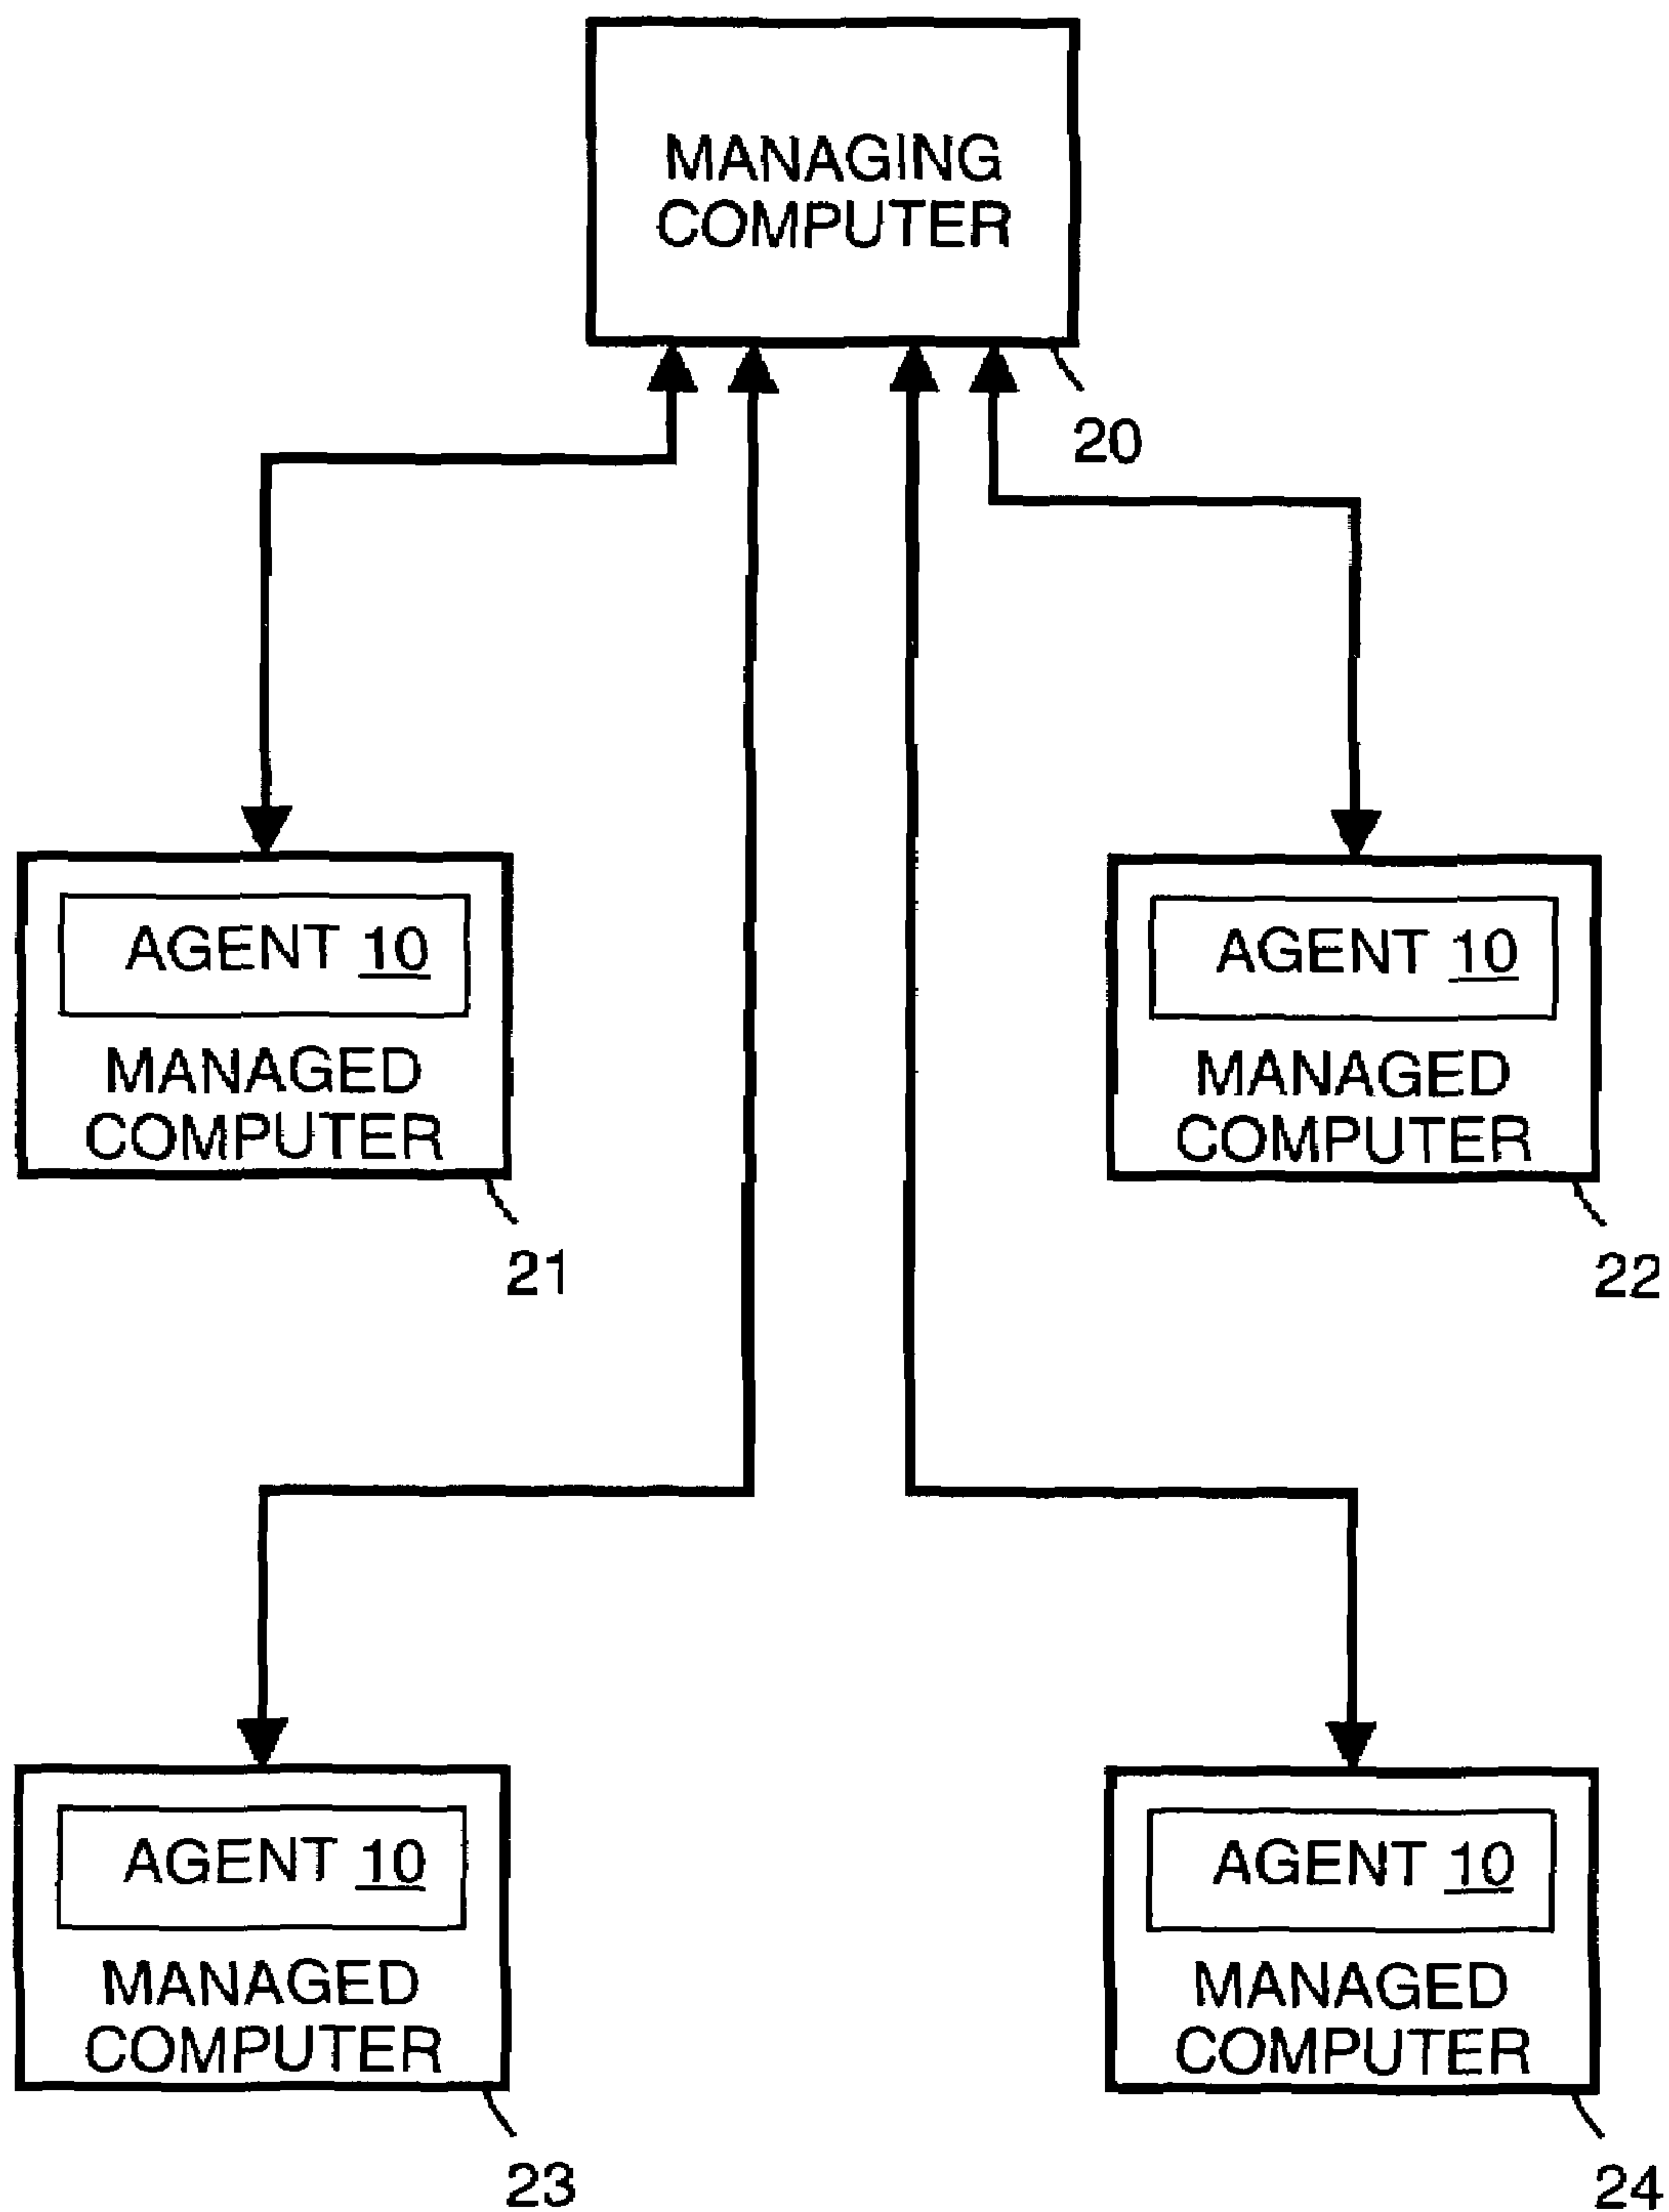 MANAGING
COMPUTER
20
AGENT 10
MANAGED
COMPUTER
21
AGENT 10
MANAGED
COMPUTER
22
AGENT 10
MANAGED
COMPUTER
23
AGENT 10
MANAGED
COMPUTER
24